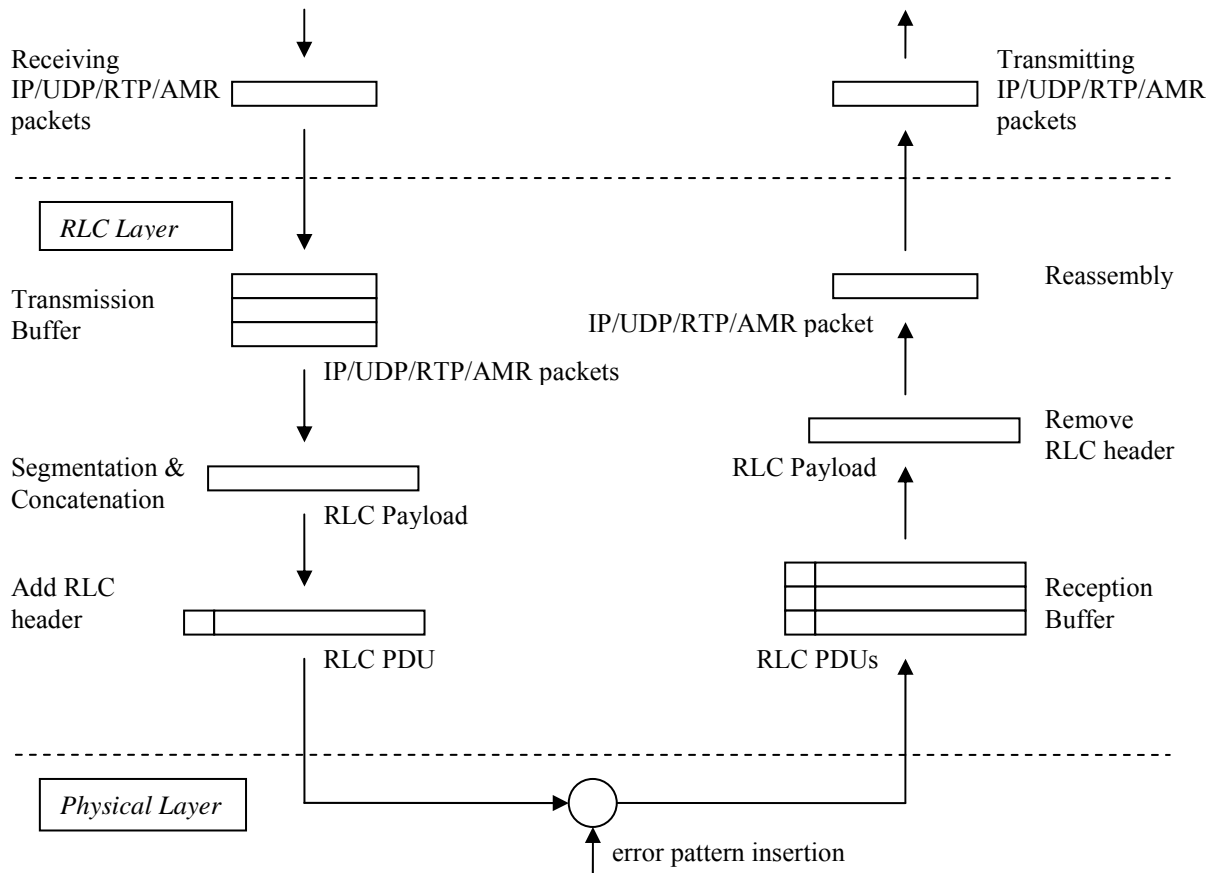 Receiving
IP/UDP/RTP/AMR
packets
Transmitting
IP/UDP/RTP/AMR
packets
RLC Layer
Transmission
Buffer
IP/UDP/RTP/AMR packets
Segmentation &
Concatenation
RLC Payload
Add RLC
header
RLC PDU
Reassembly
IP/UDP/RTP/AMR packet
Remove
RLC header
RLC Payload
Reception
Buffer
RLC PDUs
Physical Layer
error pattern insertion